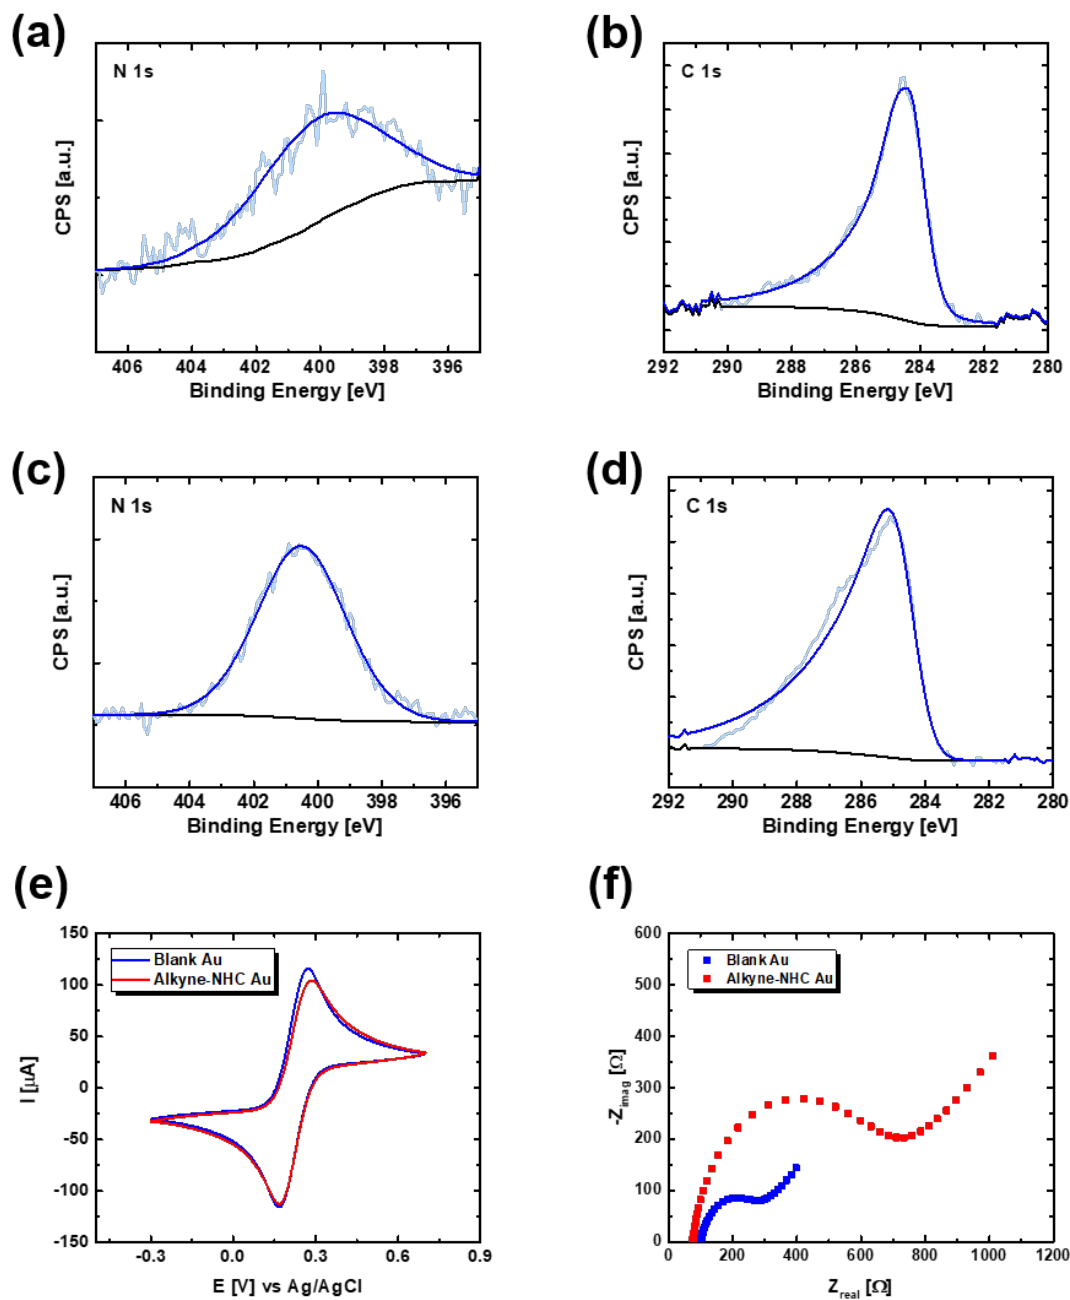 (a)
N 1s
CPS [a.u.]
406 404 402 400 398 396
Binding Energy [eV]
(b)
C 1s
CPS [a.u.]
292 290 288 286 284 282 280
Binding Energy [eV]
(c)
N 1s
CPS [a.u.]
406 404 402 400 398 396
Binding Energy [eV]
(d)
C 1s
CPS [a.u.]
292 290 288 286 284 282 280
Binding Energy [eV]
(e)
150
100
50
0
-50
-100
-150
I [µA]
Blank Au
Alkyne-NHC Au
-0.3 0.0 0.3 0.6 0.9
E [V] vs Ag/AgCl
(f)
600
500
400
300
200
100
0
-Zimag [Ω]
Blank Au
Alkyne-NHC Au
0 200 400 600 800 1000 1200
Zreal [Ω]